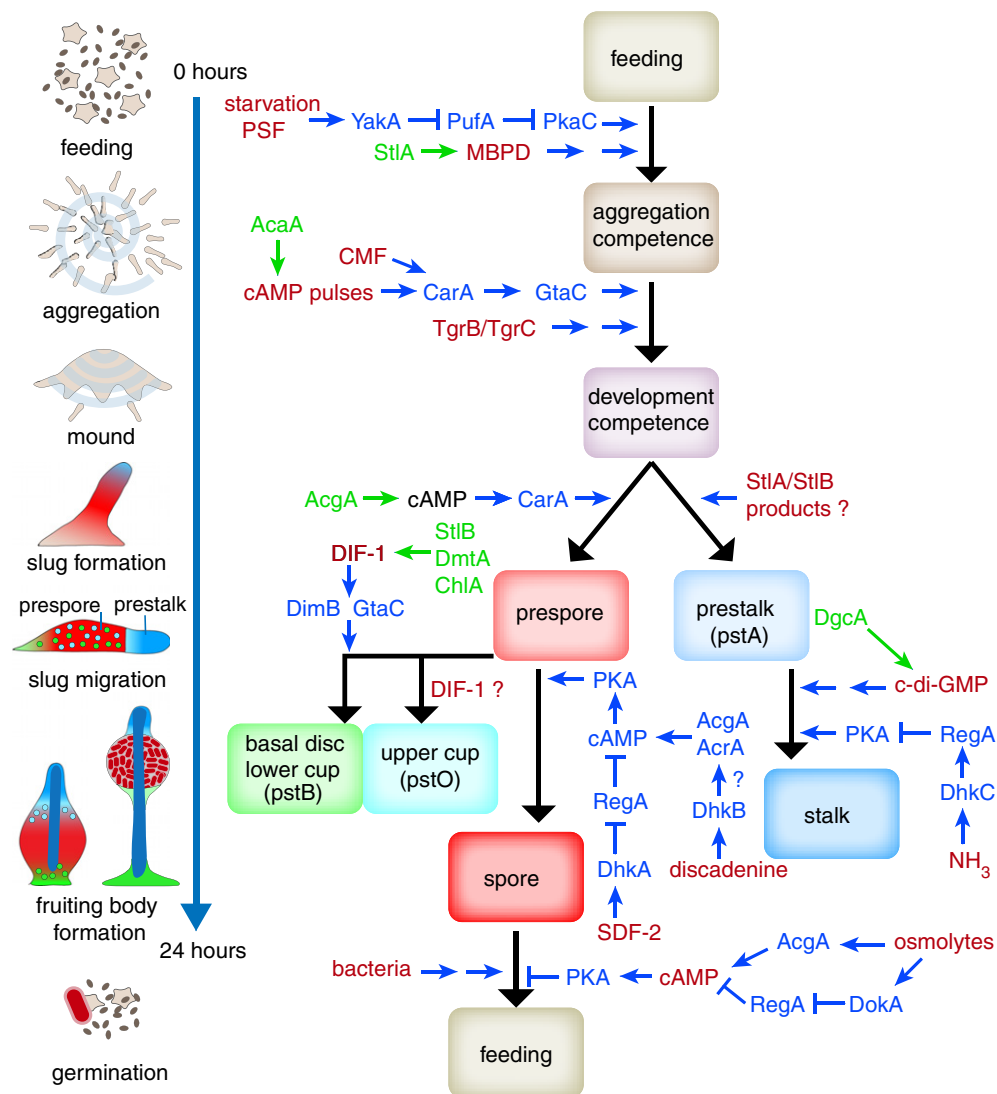 0 hours
feeding
aggregation
mound
slug formation
prespore prestalk
slug migration
fruiting body
formation
24 hours
germination
feeding
starvation
PSF
YakA PufA PkaC
StlA MBPD
aggregation
competence
AcaA
CMF
cAMP pulses CarA GtaC
TgrB/TgrC
development
competence
AcgA cAMP CarA
StlA/StlB
products ?
StlB
DmtA
ChlA
DIF-1
DimB GtaC
prespore
prestalk
(pstA)
DgcA
c-di-GMP
DIF-1 ?
basal disc
lower cup
(pstB)
upper cup
(pstO)
PKA
cAMP
AcgA
AcrA
?
RegA
DhkB
DhkA
discadenine
SDF-2
PKA RegA
DhkC
NH3
stalk
spore
bacteria
PKA cAMP
AcgA osmolytes
RegA DokA
feeding